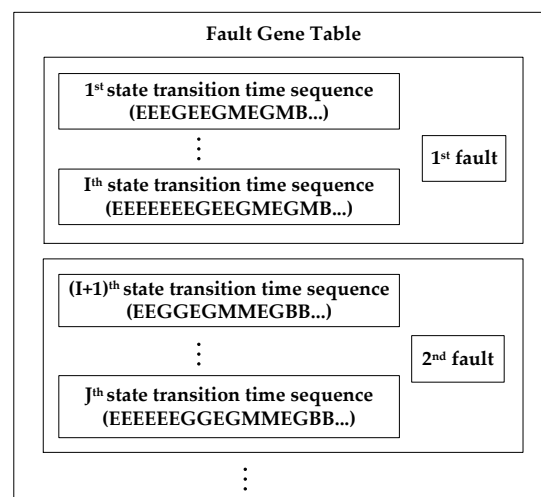 Fault Gene Table
1st state transition time sequence
(EEEGEEGMEGMB...)
⋮
1st fault
Ith state transition time sequence
(EEEEEEEGEEGMEGMB...)
(I+1)th state transition time sequence
(EEGGEGMMEGBB...)
⋮
2nd fault
Jth state transition time sequence
(EEEEEEGGEGMMEGBB...)
⋮